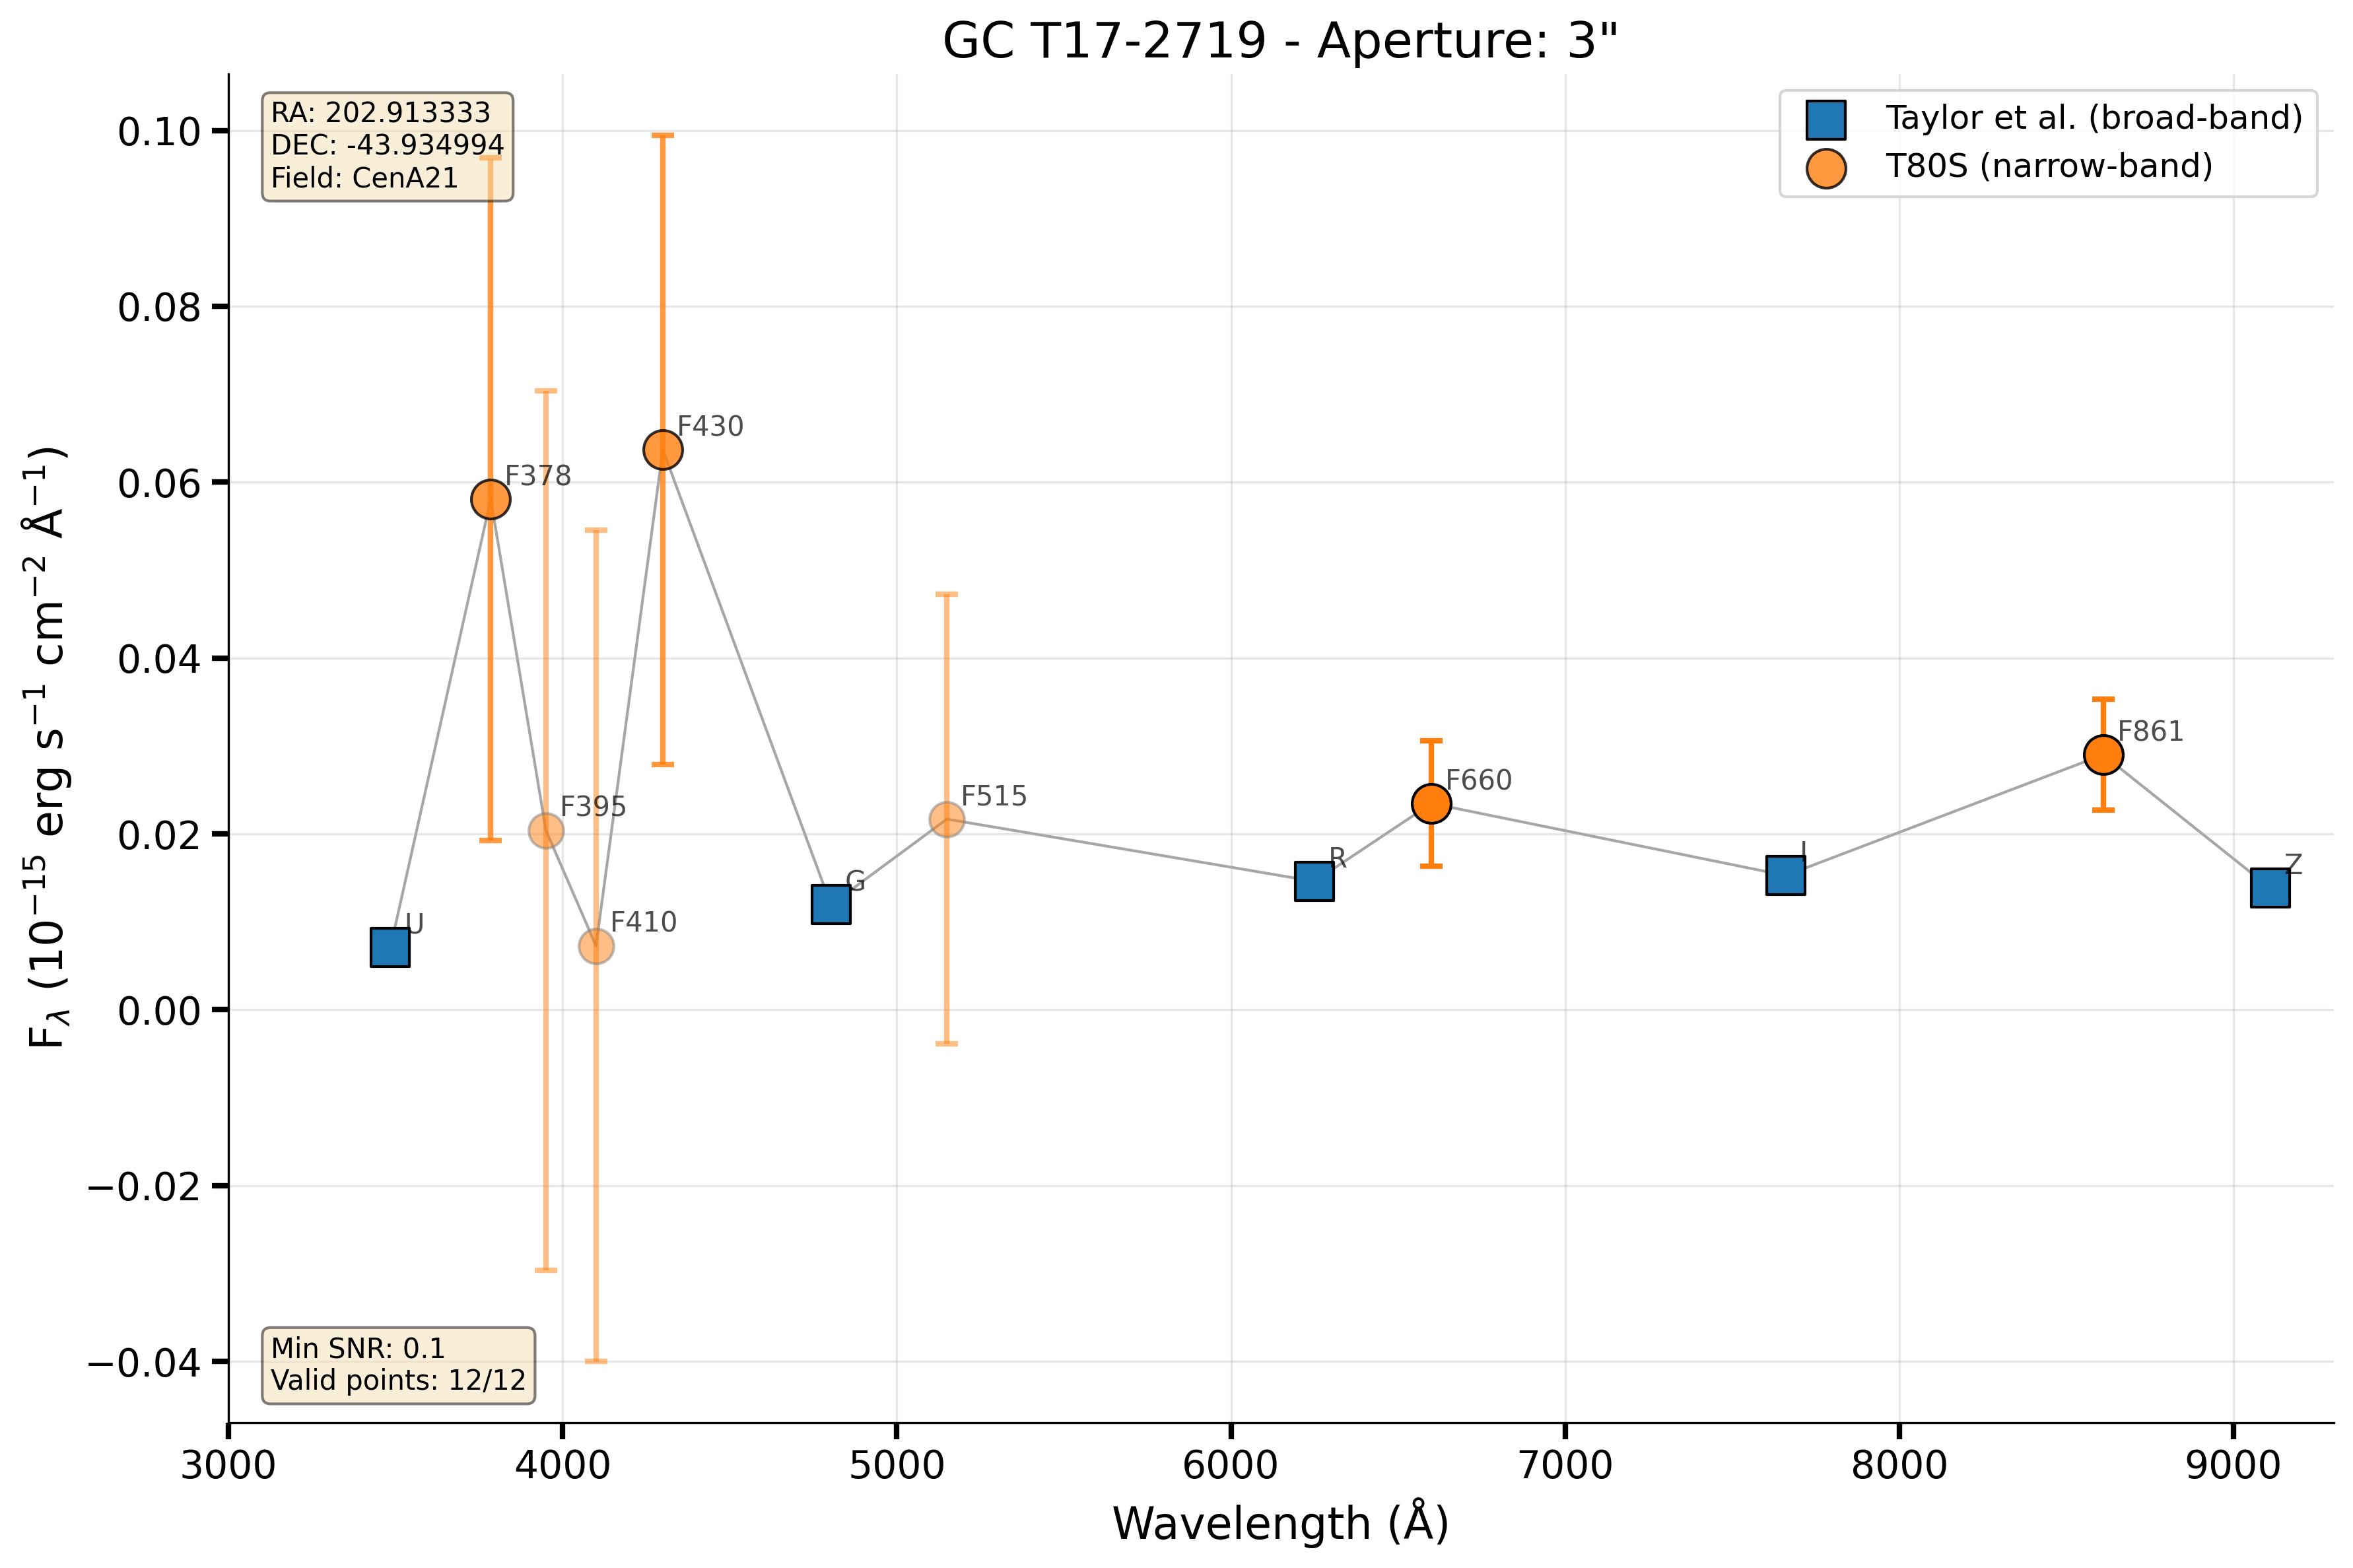 GC T17-2719 - Aperture: 3"
RA: 202.913333
DEC: -43.934994
Field: CenA21
Taylor et al. (broad-band)
T80S (narrow-band)
0.10
0.08
0.06
0.04
0.02
0.00
−0.02
−0.04
F_λ (10⁻¹⁵ erg s⁻¹ cm⁻² Å⁻¹)
U
F378
F395
F410
F430
G
F515
R
F660
I
F861
Z
Min SNR: 0.1
Valid points: 12/12
3000 4000 5000 6000 7000 8000 9000
Wavelength (Å)